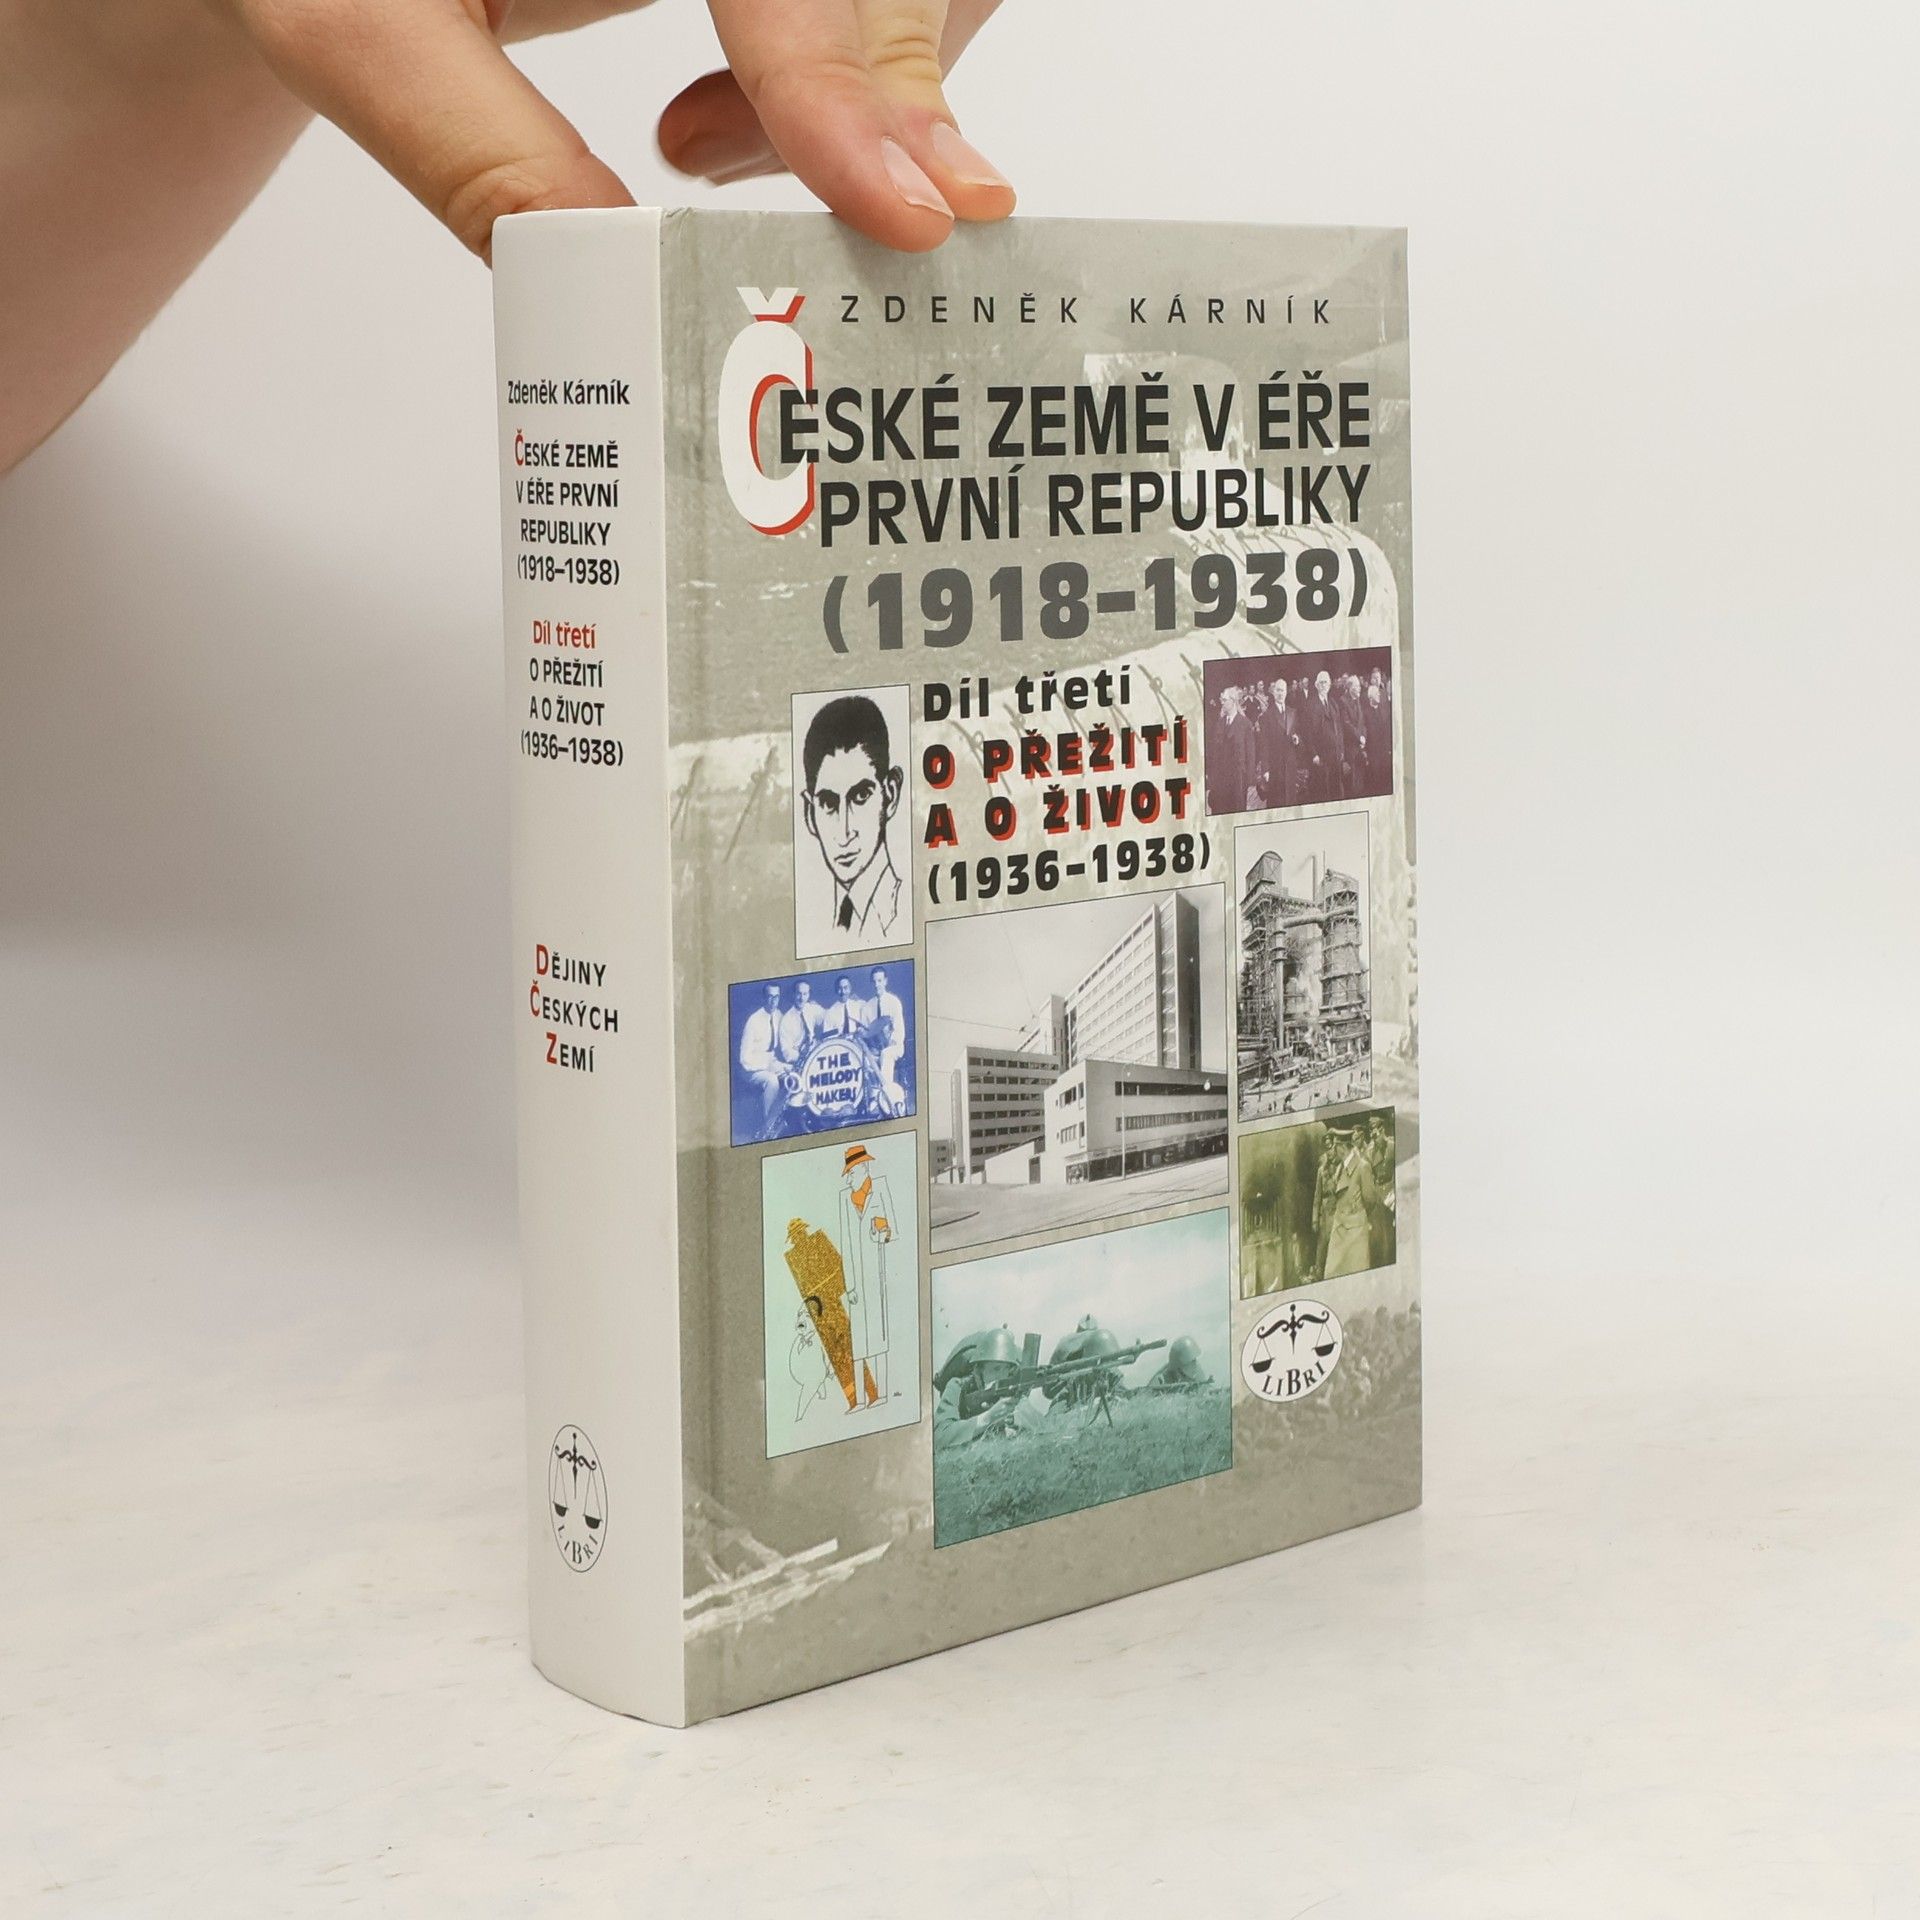 Zdeněk Kárník
ČESKÉ ZEMĚ
V ÉŘE PRVNÍ
REPUBLIKY
(1918–1938)
Díl třetí
O PŘEŽITÍ
A O ŽIVOT
(1936–1938)
DĚJINY
ČESKÝCH
ZEMÍ
LIBRI
ZDENĚK KÁRNÍK
ČESKÉ ZEMĚ V ÉŘE
PRVNÍ REPUBLIKY
(1918–1938)
Díl třetí
O PŘEŽITÍ
A O ŽIVOT
(1936–1938)
THE
MELODY
MAKERS
LIBRI